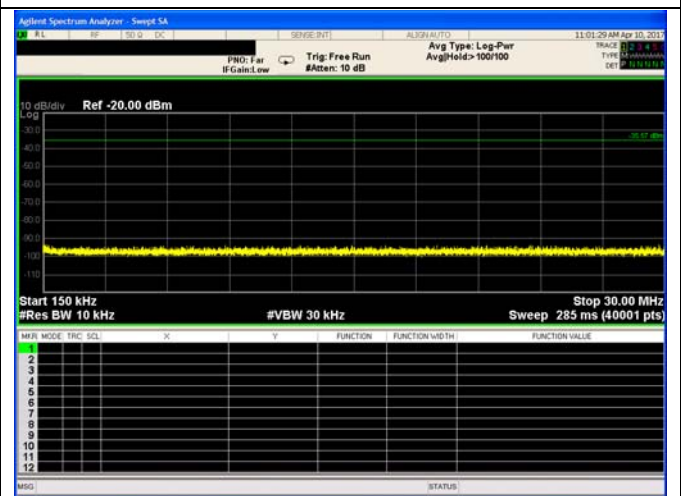 Agilent Spectrum Analyzer - Swept SA
RL RF 50 Ω DC SENSE:INT ALIGN AUTO 11:01:29 AM Apr 10, 2017
Avg Type: Log-Pwr TRACE 1 2 3 4 5
PNO: Far Trig: Free Run Avg|Hold:> 100/100 TYPE
IFGain:Low #Atten: 10 dB DET P N N N N N
10 dB/div Ref -20.00 dBm
Log
-30.0
-35.57 dBm
-40.0
-50.0
-60.0
-70.0
-80.0
-90.0
-100
-110
Start 150 kHz Stop 30.00 MHz
#Res BW 10 kHz #VBW 30 kHz Sweep 285 ms (40001 pts)
MKR MODE TRC SCL X Y FUNCTION FUNCTION WIDTH FUNCTION VALUE
1
2
3
4
5
6
7
8
9
10
11
12
MSG STATUS